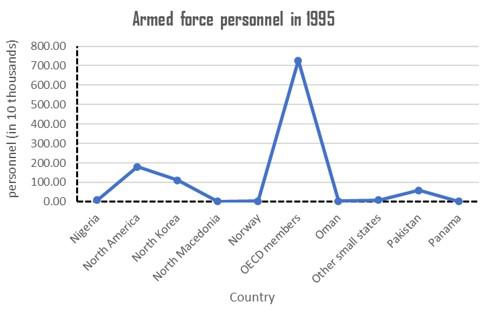 Armed force personnel in 1995
personnel (in 10 thousands)
800.00
700.00
600.00
500.00
400.00
300.00
200.00
100.00
0.00
Nigeria
North America
North Korea
North Macedonia
Norway
OECD members
Oman
Other small states
Pakistan
Panama
Country